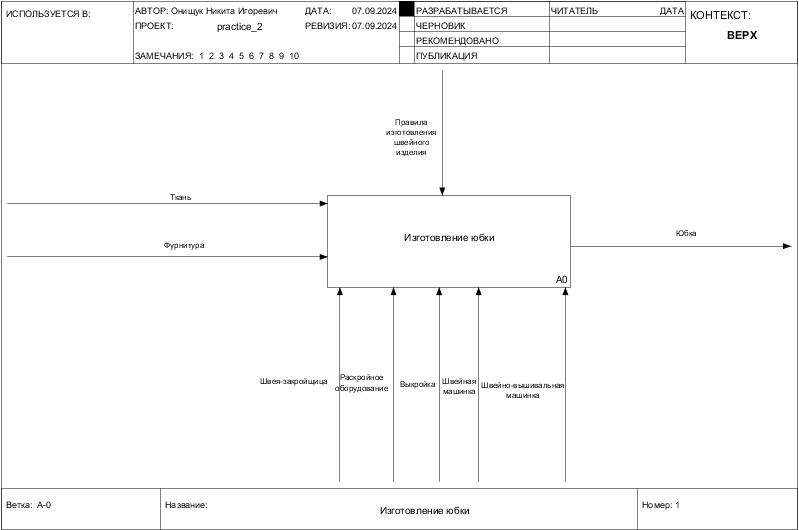 ИСПОЛЬЗУЕТСЯ В:
АВТОР: Онищук Никита Игоревич
ДАТА: 07.09.2024
ПРОЕКТ: practice_2
РЕВИЗИЯ: 07.09.2024
ЗАМЕЧАНИЯ: 1 2 3 4 5 6 7 8 9 10
РАЗРАБАТЫВАЕТСЯ
ЧЕРНОВИК
РЕКОМЕНДОВАНО
ПУБЛИКАЦИЯ
ЧИТАТЕЛЬ
ДАТА
КОНТЕКСТ:
ВЕРХ
Правила
изготовления
швейного
изделия
Ткань
Фурнитура
Изготовление юбки
A0
Юбка
Швея-закройщица
Раскройное
оборудование
Выкройка
Швейная
машинка
Швейно-вышивальная
машинка
Ветка: A-0
Название:
Изготовление юбки
Номер: 1